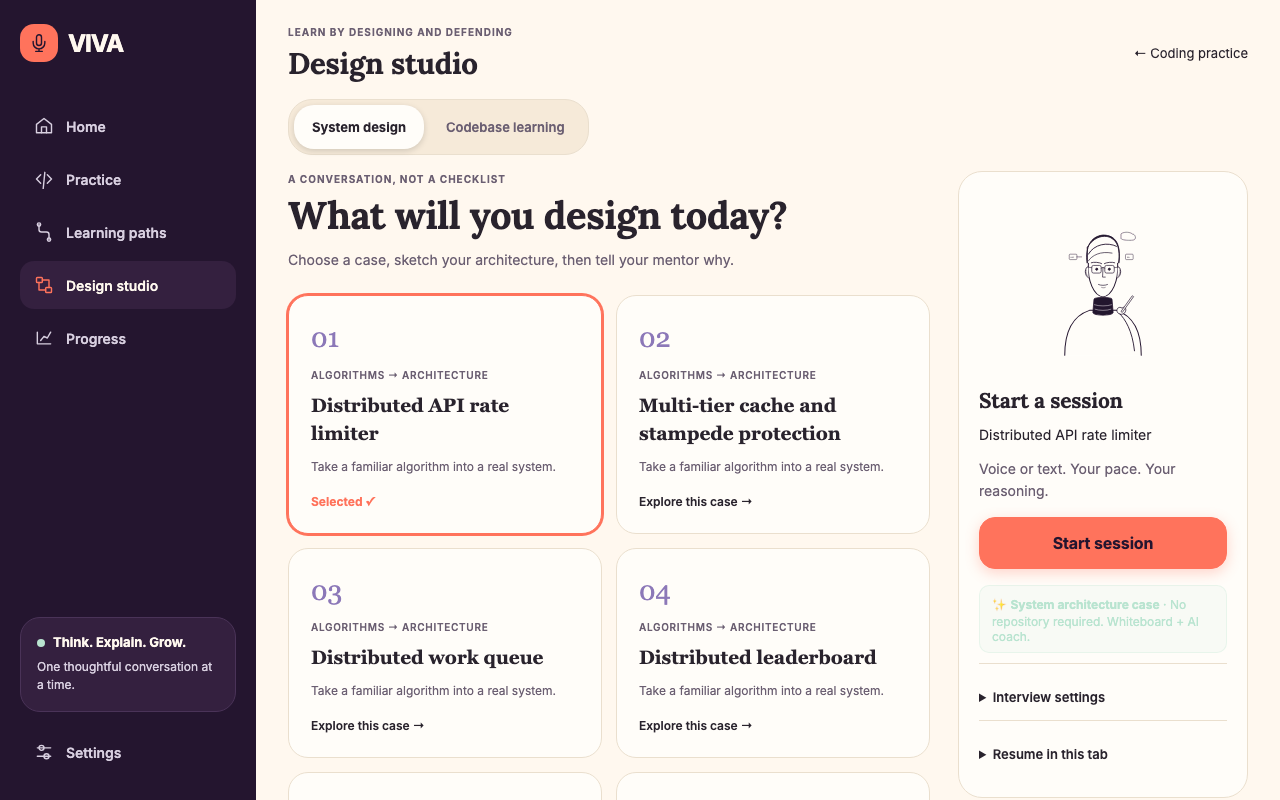 VIVA
Home
Practice
Learning paths
Design studio
Progress
Think. Explain. Grow.
One thoughtful conversation at
a time.
Settings
LEARN BY DESIGNING AND DEFENDING
Design studio
← Coding practice
System design
Codebase learning
A CONVERSATION, NOT A CHECKLIST
What will you design today?
Choose a case, sketch your architecture, then tell your mentor why.
01
ALGORITHMS → ARCHITECTURE
Distributed API rate
limiter
Take a familiar algorithm into a real system.
Selected ✓
02
ALGORITHMS → ARCHITECTURE
Multi-tier cache and
stampede protection
Take a familiar algorithm into a real system.
Explore this case →
03
ALGORITHMS → ARCHITECTURE
Distributed work queue
Take a familiar algorithm into a real system.
Explore this case →
04
ALGORITHMS → ARCHITECTURE
Distributed leaderboard
Take a familiar algorithm into a real system.
Explore this case →
Start a session
Distributed API rate limiter
Voice or text. Your pace. Your
reasoning.
Start session
✨ System architecture case · No
repository required. Whiteboard + AI
coach.
▶ Interview settings
▶ Resume in this tab